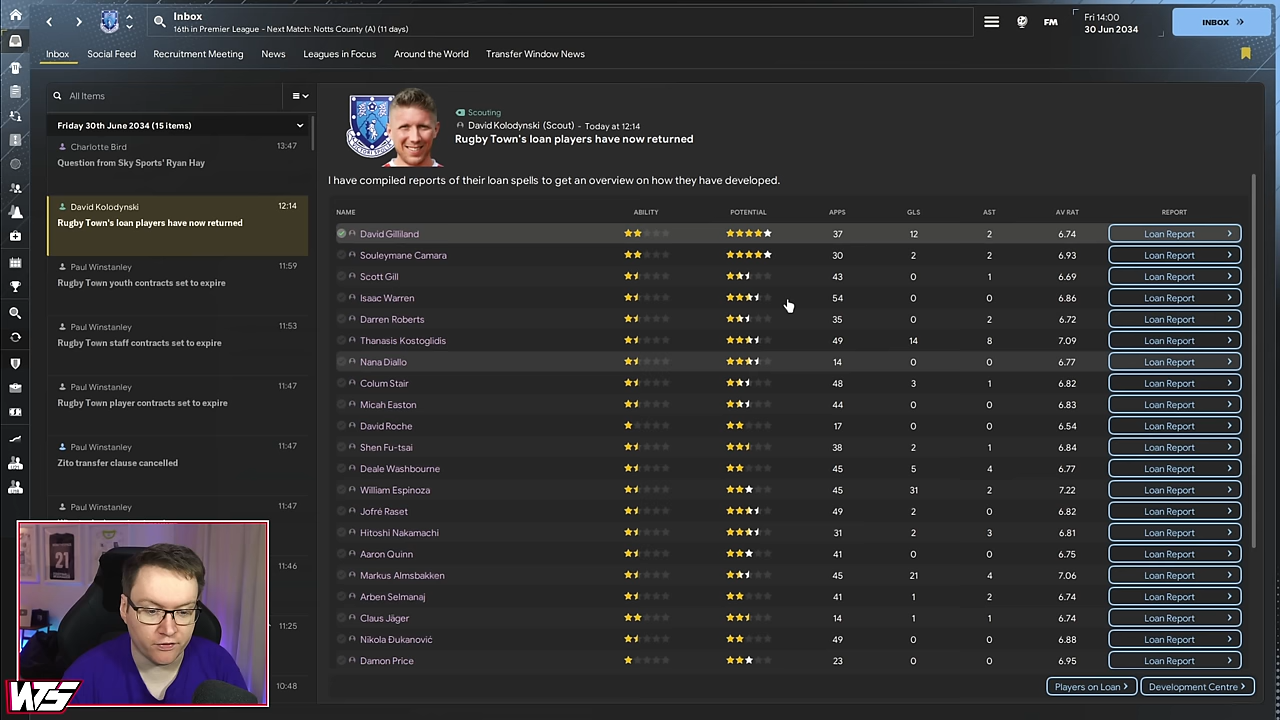 Inbox
16th in Premier League - Next Match: Notts County (A) (11 days)
FM
Fri 14:00
30 Jun 2034
INBOX
Inbox Social Feed Recruitment Meeting News Leagues in Focus Around the World Transfer Window News
All Items
Friday 30th June 2034 (15 items)
Charlotte Bird 13:47
Question from Sky Sports' Ryan Hay
David Kolodynski 12:14
Rugby Town's loan players have now returned
Paul Winstanley 11:59
Rugby Town youth contracts set to expire
Paul Winstanley 11:53
Rugby Town staff contracts set to expire
Paul Winstanley 11:47
Rugby Town player contracts set to expire
Paul Winstanley 11:47
Zito transfer clause cancelled
Paul Winstanley 11:47
11:46
11:25
10:48
Scouting
David Kolodynski (Scout) - Today at 12:14
Rugby Town's loan players have now returned
I have compiled reports of their loan spells to get an overview on how they have developed.
NAME ABILITY POTENTIAL APPS GLS AST AV RAT REPORT
David Gilliland 37 12 2 6.74 Loan Report
Souleymane Camara 30 2 2 6.93 Loan Report
Scott Gill 43 0 1 6.69 Loan Report
Isaac Warren 54 0 0 6.86 Loan Report
Darren Roberts 35 0 2 6.72 Loan Report
Thanasis Kostoglidis 49 14 8 7.09 Loan Report
Nana Diallo 14 0 0 6.77 Loan Report
Colum Stair 48 3 1 6.82 Loan Report
Micah Easton 44 0 0 6.83 Loan Report
David Roche 17 0 0 6.54 Loan Report
Shen Fu-tsai 38 2 1 6.84 Loan Report
Deale Washbourne 45 5 4 6.77 Loan Report
William Espinoza 45 31 2 7.22 Loan Report
Jofré Raset 49 2 0 6.82 Loan Report
Hitoshi Nakamachi 31 2 3 6.81 Loan Report
Aaron Quinn 41 0 0 6.75 Loan Report
Markus Almsbakken 45 21 4 7.06 Loan Report
Arben Selmanaj 41 1 2 6.74 Loan Report
Claus Jäger 14 1 1 6.74 Loan Report
Nikola Đukanović 49 0 0 6.88 Loan Report
Damon Price 23 0 0 6.95 Loan Report
Players on Loan Development Centre
21
WTS